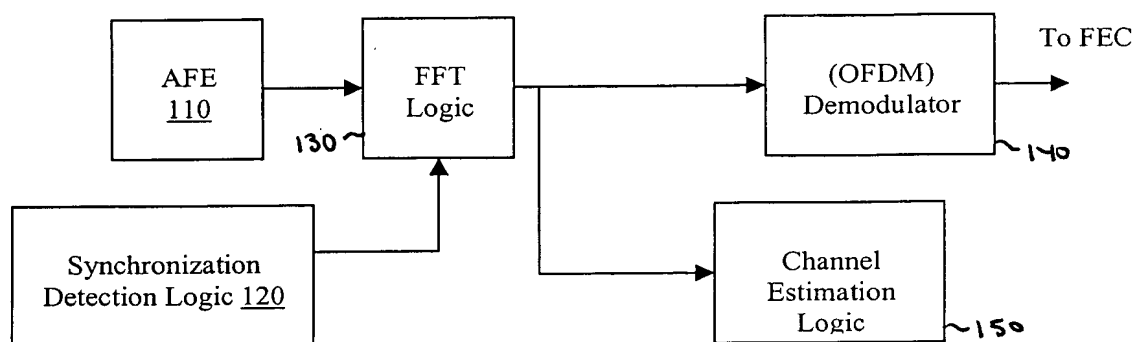 AFE
110
FFT
Logic
130
(OFDM)
Demodulator
140
To FEC
Synchronization
Detection Logic 120
Channel
Estimation
Logic
150